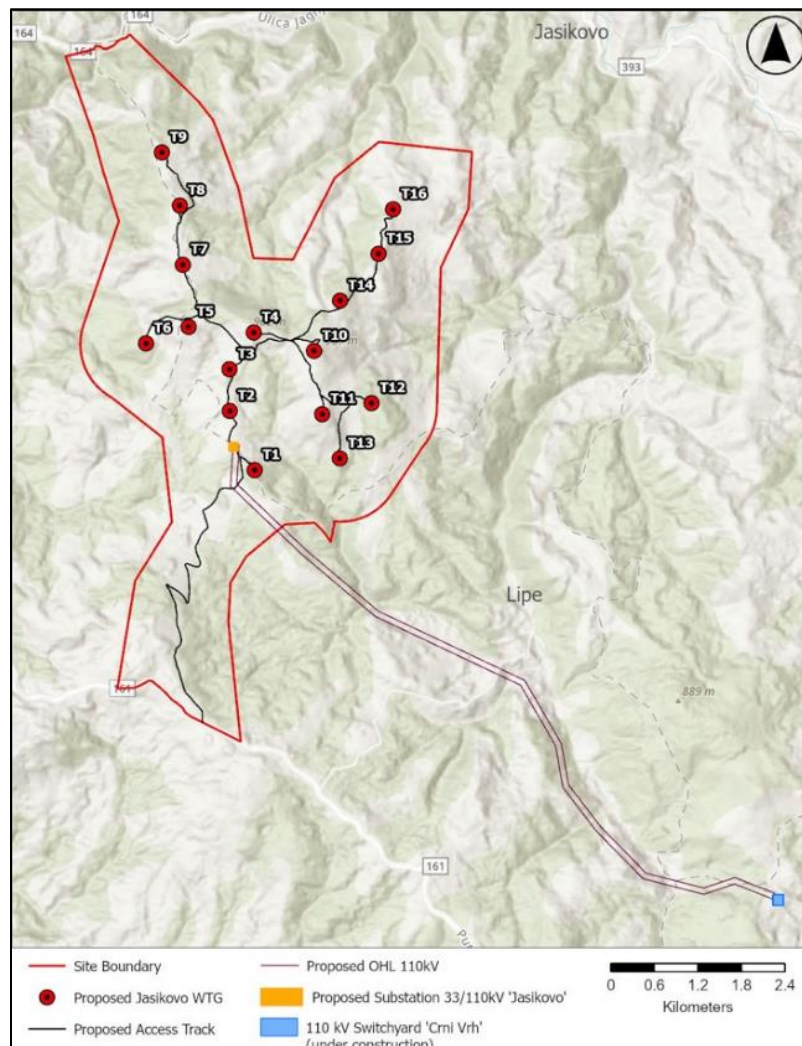 164
Ulica Jagn
Jasikovo
164
164
393
T9
T8
T16
T15
T7
T14
T5
T4
T6
T10
T3
T12
T2
T11
T13
T1
Lipe
161
889 m
161
Pu
Site Boundary
Proposed OHL 110kV
Proposed Jasikovo WTG
Proposed Substation 33/110kV 'Jasikovo'
Proposed Access Track
110 kV Switchyard 'Crni Vrh'
(under construction)
0 0.6 1.2 1.8 2.4
Kilometers